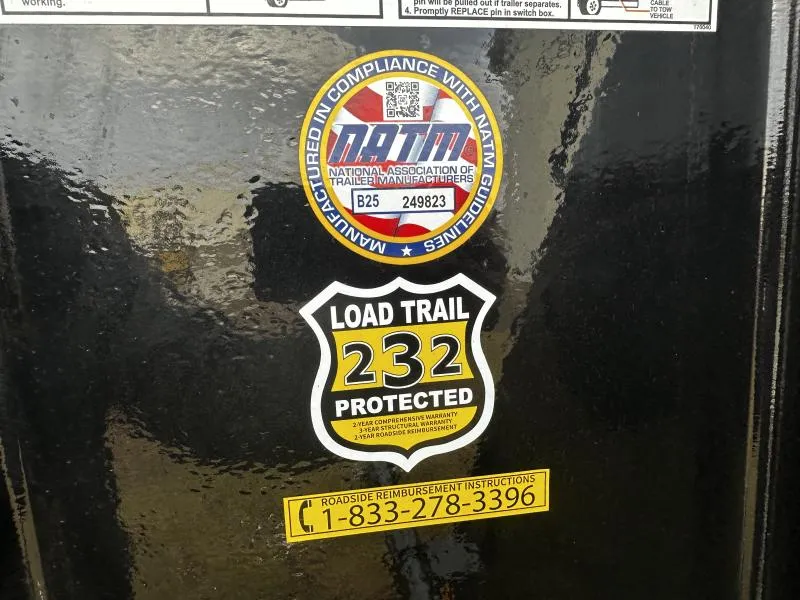 working.
pin will be pulled out if trailer separates.
4. Promptly REPLACE pin in switch box.
CABLE
TO TOW
VEHICLE
176040
MANUFACTURED IN COMPLIANCE WITH NATM GUIDELINES
NATM
NATIONAL ASSOCIATION OF
TRAILER MANUFACTURERS
B25 249823
LOAD TRAIL
232
PROTECTED
2-YEAR COMPREHENSIVE WARRANTY
3-YEAR STRUCTURAL WARRANTY
2-YEAR ROADSIDE REIMBURSEMENT
ROADSIDE REIMBURSEMENT INSTRUCTIONS
1-833-278-3396